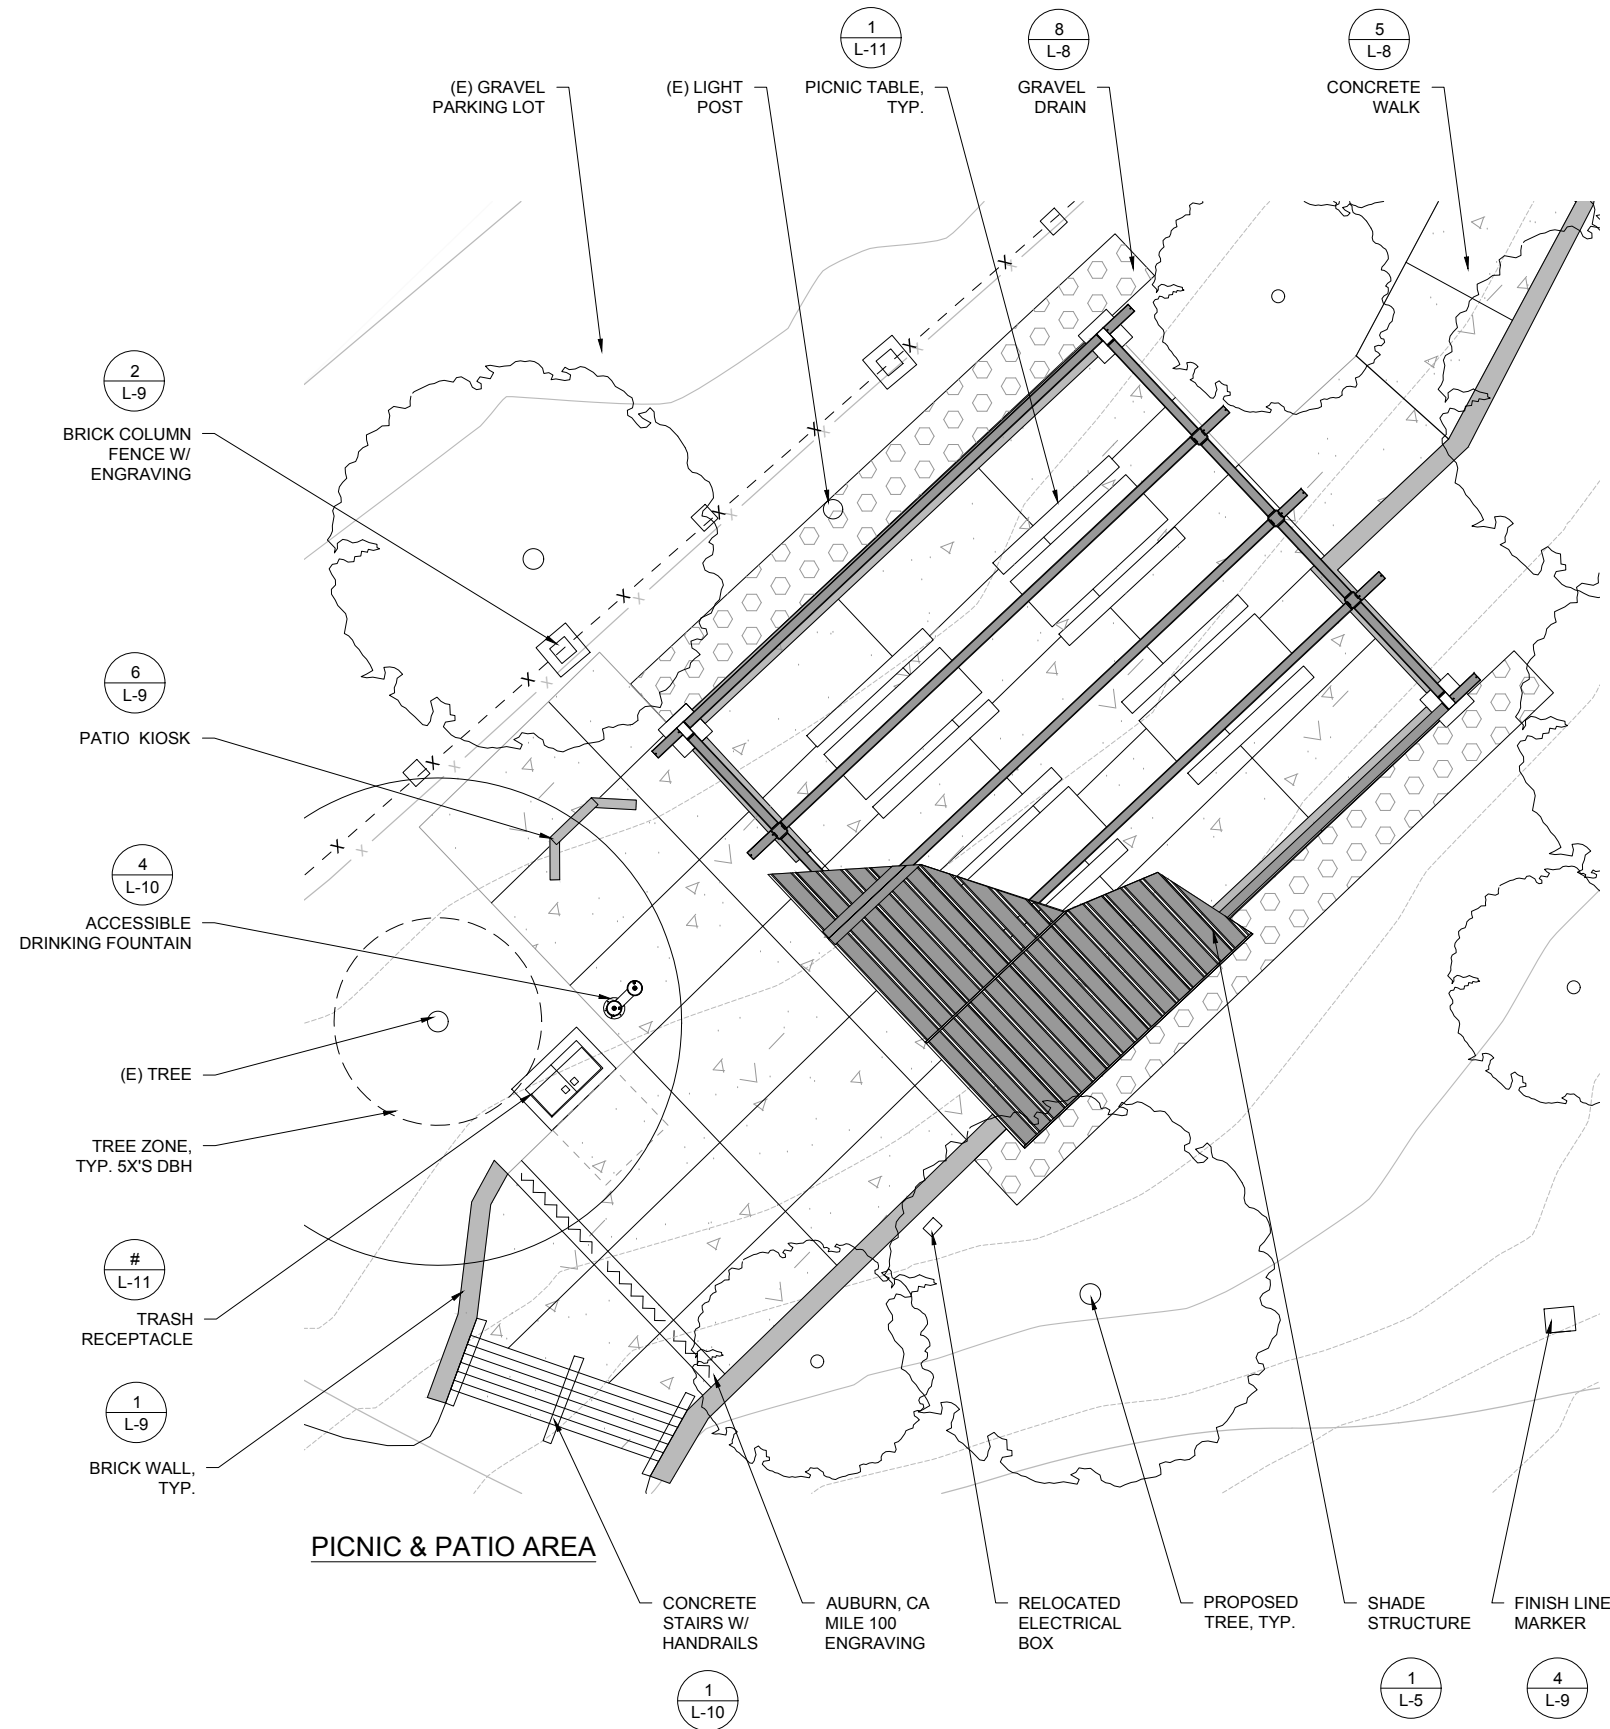 1
L-11
8
L-8
5
L-8
(E) GRAVEL
PARKING LOT
(E) LIGHT
POST
PICNIC TABLE,
TYP.
GRAVEL
DRAIN
CONCRETE
WALK
2
L-9
BRICK COLUMN
FENCE W/
ENGRAVING
6
L-9
PATIO KIOSK
4
L-10
ACCESSIBLE
DRINKING FOUNTAIN
(E) TREE
TREE ZONE,
TYP. 5X'S DBH
#
L-11
TRASH
RECEPTACLE
1
L-9
BRICK WALL,
TYP.
PICNIC & PATIO AREA
CONCRETE
STAIRS W/
HANDRAILS
1
L-10
AUBURN, CA
MILE 100
ENGRAVING
RELOCATED
ELECTRICAL
BOX
PROPOSED
TREE, TYP.
SHADE
STRUCTURE
1
L-5
FINISH LINE
MARKER
4
L-9